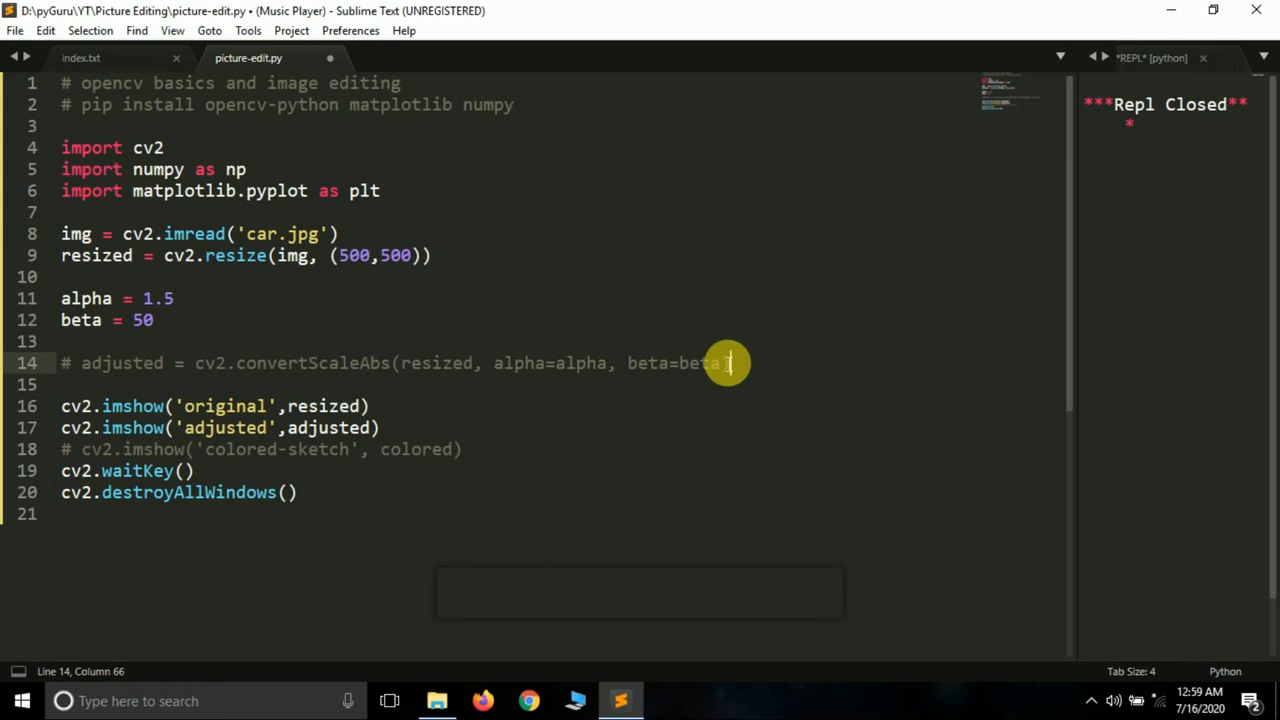 D:\pyGuru\YT\Picture Editing\picture-edit.py • (Music Player) - Sublime Text (UNREGISTERED)
File Edit Selection Find View Goto Tools Project Preferences Help
index.txt picture-edit.py *REPL* [python]
1 # opencv basics and image editing
2 # pip install opencv-python matplotlib numpy
3
4 import cv2
5 import numpy as np
6 import matplotlib.pyplot as plt
7
8 img = cv2.imread('car.jpg')
9 resized = cv2.resize(img, (500,500))
10
11 alpha = 1.5
12 beta = 50
13
14 # adjusted = cv2.convertScaleAbs(resized, alpha=alpha, beta=beta)
15
16 cv2.imshow('original',resized)
17 cv2.imshow('adjusted',adjusted)
18 # cv2.imshow('colored-sketch', colored)
19 cv2.waitKey()
20 cv2.destroyAllWindows()
21
***Repl Closed**
*
Line 14, Column 66 Tab Size: 4 Python
Type here to search
12:59 AM
7/16/2020
2